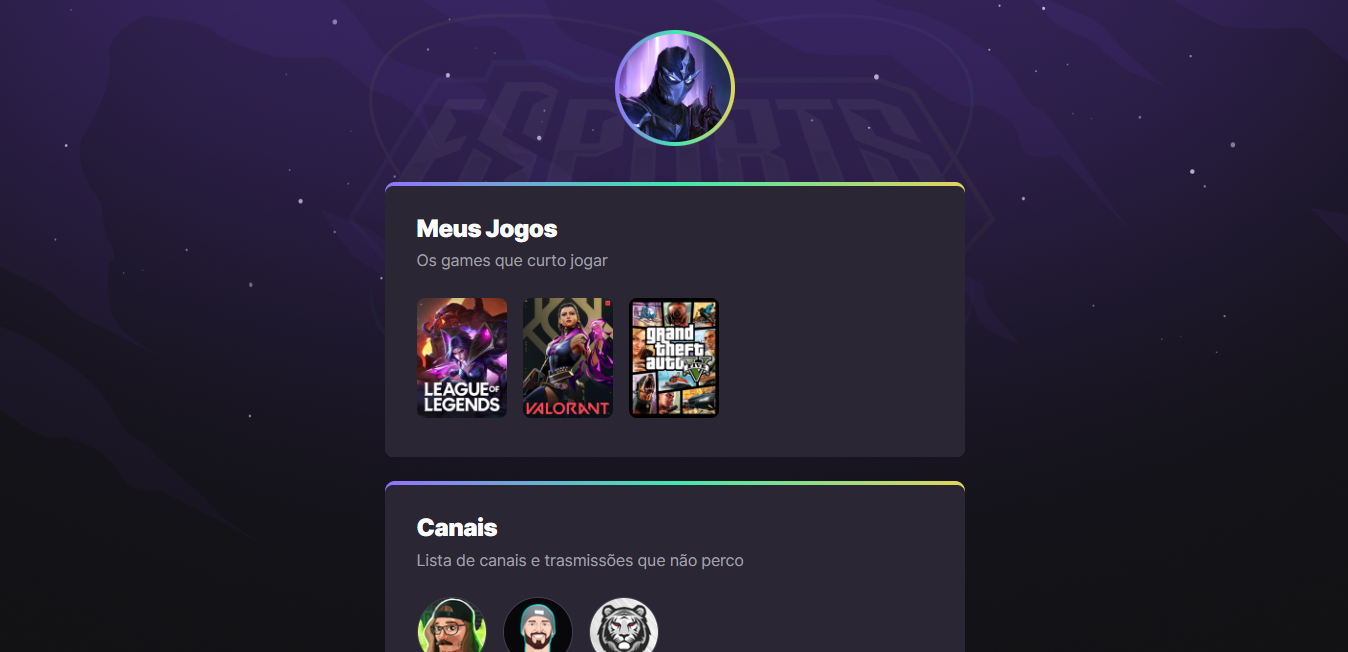 ESPORTS
Meus Jogos
Os games que curto jogar
LEAGUE OF
LEGENDS
VALORANT
grand
theft
auto
V
Canais
Lista de canais e trasmissões que não perco